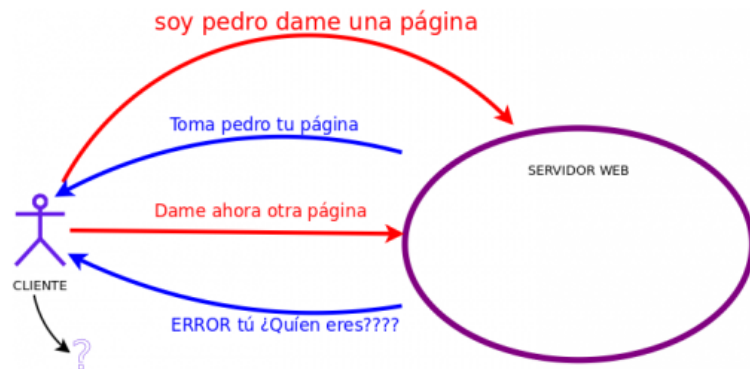 soy pedro dame una página
Toma pedro tu página
SERVIDOR WEB
Dame ahora otra página
CLIENTE
ERROR tú ¿Quíen eres????
?